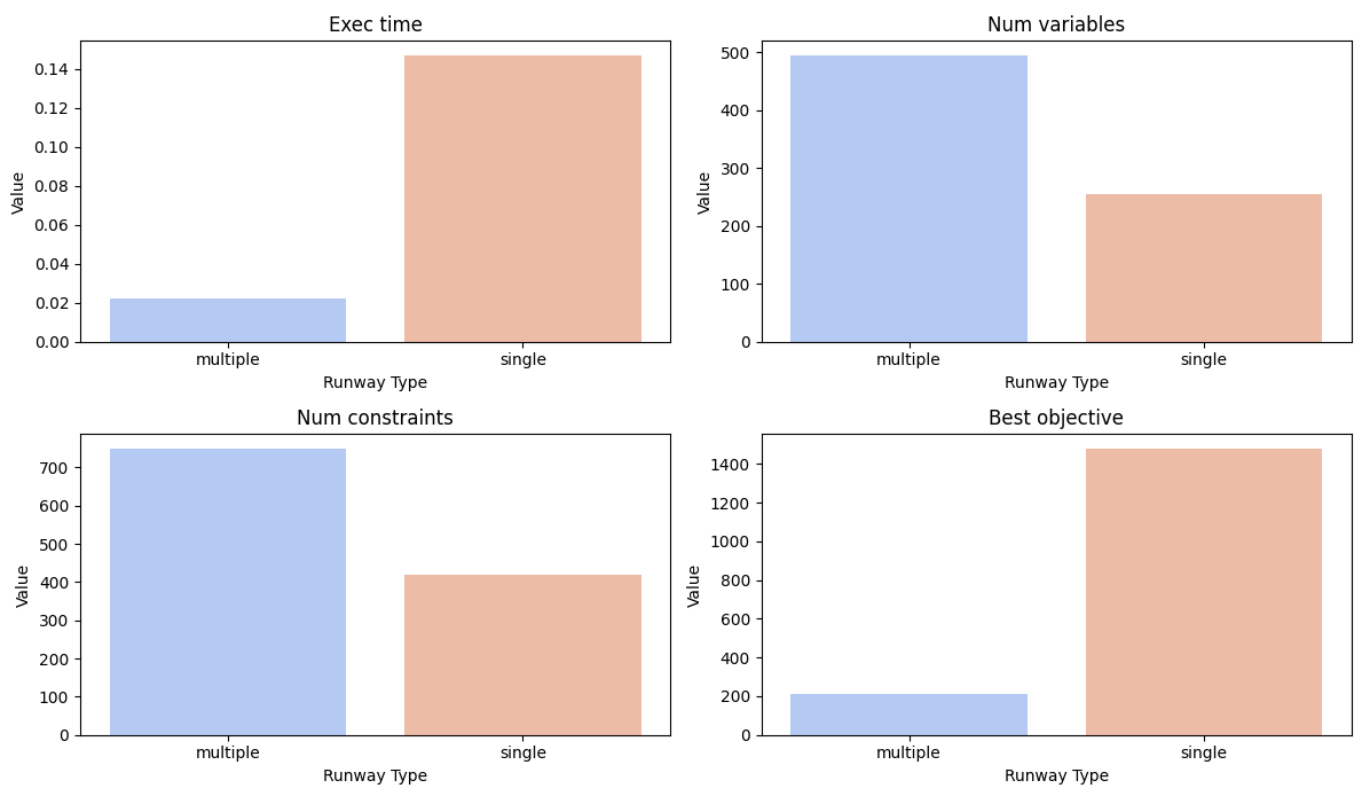 Exec time
Value
0.14
0.12
0.10
0.08
0.06
0.04
0.02
0.00
multiple single
Runway Type
Num variables
Value
500
400
300
200
100
0
multiple single
Runway Type
Num constraints
Value
700
600
500
400
300
200
100
0
multiple single
Runway Type
Best objective
Value
1400
1200
1000
800
600
400
200
0
multiple single
Runway Type